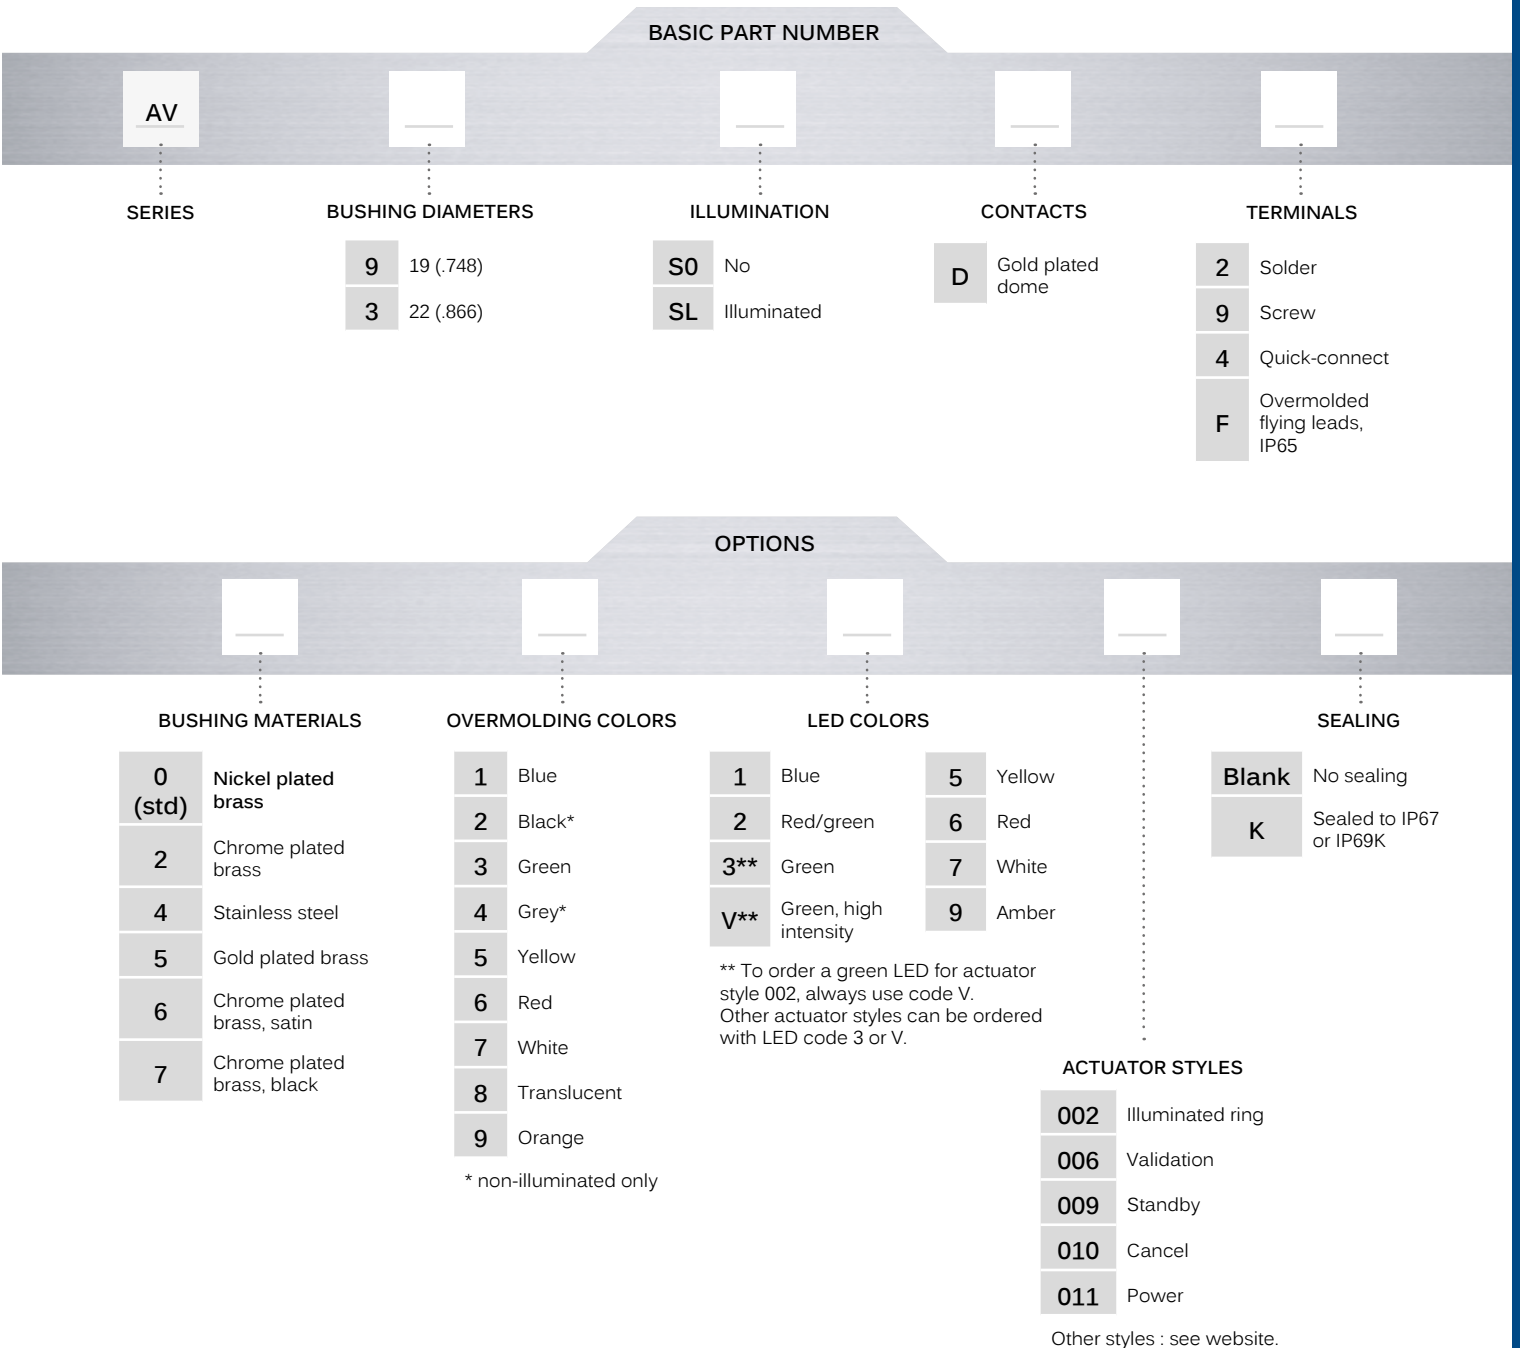 BASIC PART NUMBER
AV
SERIES
BUSHING DIAMETERS
9 19 (.748)
3 22 (.866)
ILLUMINATION
S0 No
SL Illuminated
CONTACTS
D Gold plated
dome
TERMINALS
2 Solder
9 Screw
4 Quick-connect
F Overmolded
flying leads,
IP65
OPTIONS
BUSHING MATERIALS
0
(std)
Nickel plated
brass
2 Chrome plated
brass
4 Stainless steel
5 Gold plated brass
6 Chrome plated
brass, satin
7 Chrome plated
brass, black
OVERMOLDING COLORS
1 Blue
2 Black*
3 Green
4 Grey*
5 Yellow
6 Red
7 White
8 Translucent
9 Orange
* non-illuminated only
LED COLORS
1 Blue
2 Red/green
3** Green
V** Green, high
intensity
5 Yellow
6 Red
7 White
9 Amber
** To order a green LED for actuator
style 002, always use code V.
Other actuator styles can be ordered
with LED code 3 or V.
ACTUATOR STYLES
002 Illuminated ring
006 Validation
009 Standby
010 Cancel
011 Power
Other styles : see website.
SEALING
Blank No sealing
K Sealed to IP67
or IP69K